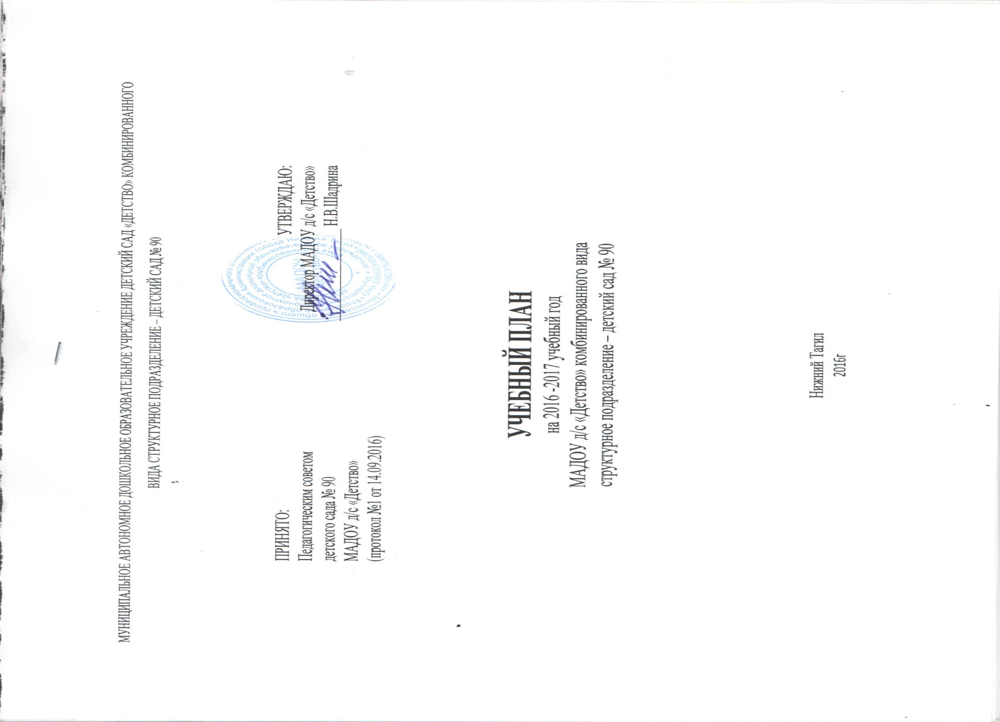 МУНИЦИПАЛЬНОЕ АВТОНОМНОЕ ДОШКОЛЬНОЕ ОБРАЗОВАТЕЛЬНОЕ УЧРЕЖДЕНИЕ ДЕТСКИЙ САД «ДЕТСТВО» КОМБИНИРОВАННОГО
ВИДА СТРУКТУРНОЕ ПОДРАЗДЕЛЕНИЕ – ДЕТСКИЙ САД № 90
ПРИНЯТО:
Педагогическим советом
детского сада № 90
МАДОУ д/с «Детство»
(протокол №1 от 14.09.2016)
УТВЕРЖДАЮ:
Директор МАДОУ д/с «Детство»
Н.В.Шадрина
УЧЕБНЫЙ ПЛАН
на 2016 -2017 учебный год
МАДОУ д/с «Детство» комбинированного вида
структурное подразделение – детский сад № 90
Нижний Тагил
2016г